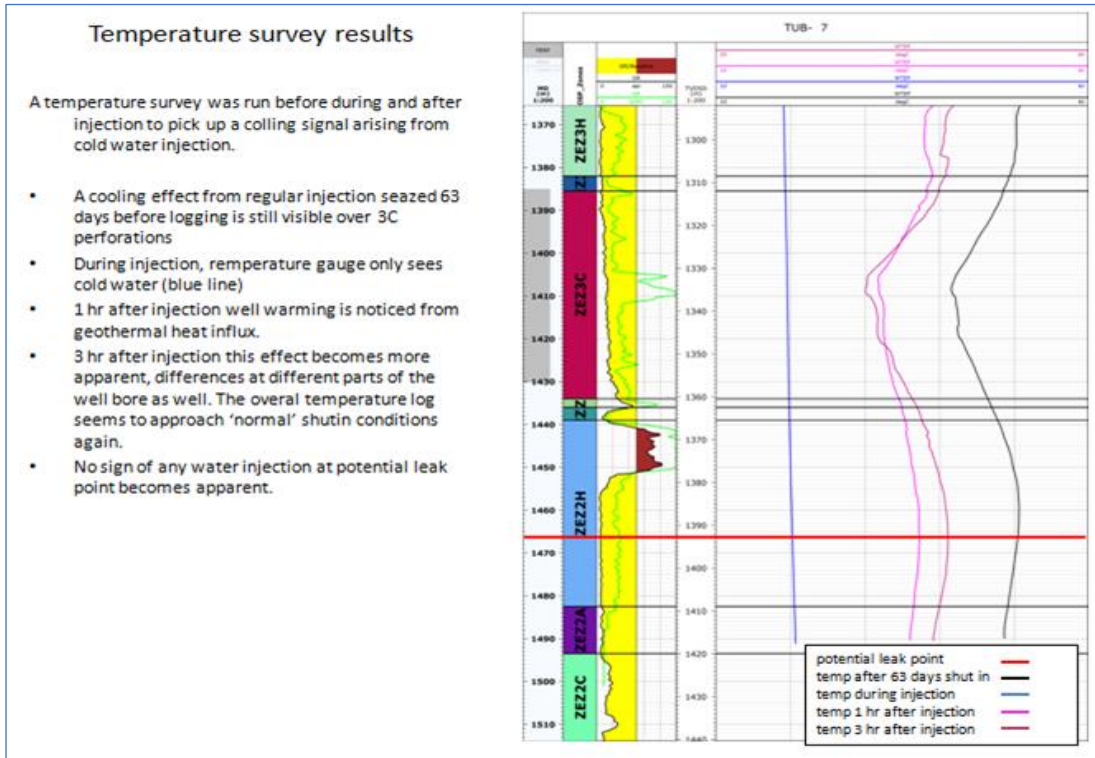 Temperature survey results
A temperature survey was run before during and after
injection to pick up a colling signal arising from
cold water injection.
• A cooling effect from regular injection seazed 63
days before logging is still visible over 3C
perforations
• During injection, remperature gauge only sees
cold water (blue line)
• 1 hr after injection well warming is noticed from
geothermal heat influx.
• 3 hr after injection this effect becomes more
apparent, differences at different parts of the
well bore as well. The overal temperature log
seems to approach ‘normal’ shutin conditions
again.
• No sign of any water injection at potential leak
point becomes apparent.
TUB- 7
MD
1:200
1:200
1370
1380
1390
1400
1410
1420
1430
1440
1450
1460
1470
1480
1490
1500
1510
ZEZ3H
ZEZ3C
ZEZ2H
ZEZ2A
ZEZ2C
1300
1310
1320
1330
1340
1350
1360
1370
1380
1390
1400
1410
1420
1430
1440
potential leak point
temp after 63 days shut in
temp during injection
temp 1 hr after injection
temp 3 hr after injection